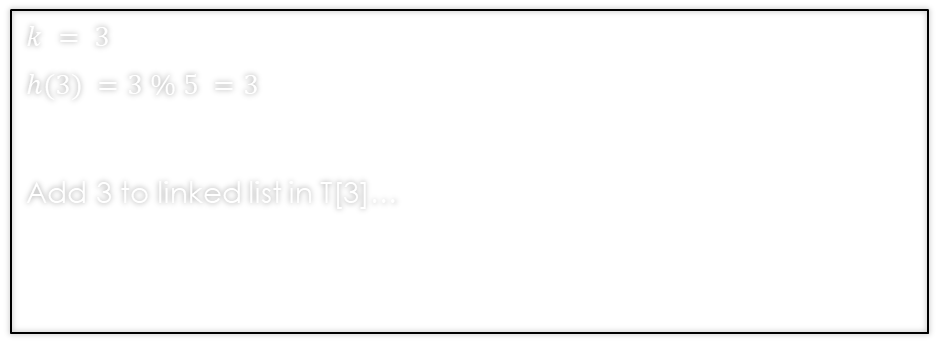 k = 3
h(3) = 3 % 5 = 3
Add 3 to linked list in T[3]…